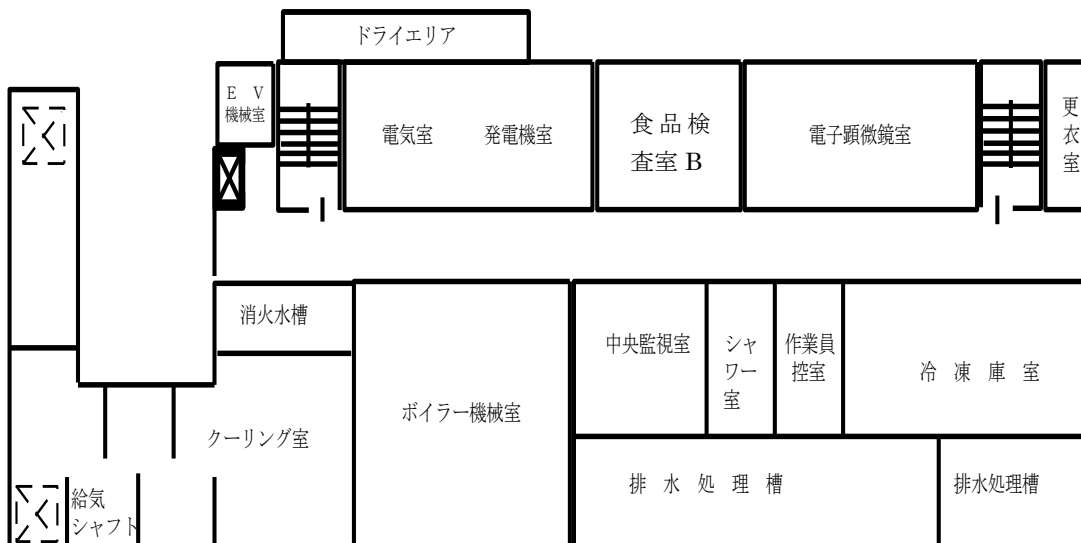 ドライエリア
E V
機械室
電気室
発電機室
食品検
査室 B
電子顕微鏡室
更
衣
室
消火水槽
中央監視室
シャ
ワー
室
作業員
控室
冷 凍 庫 室
ボイラー機械室
クーリング室
排 水 処 理 槽
排水処理槽
給気
シャフト